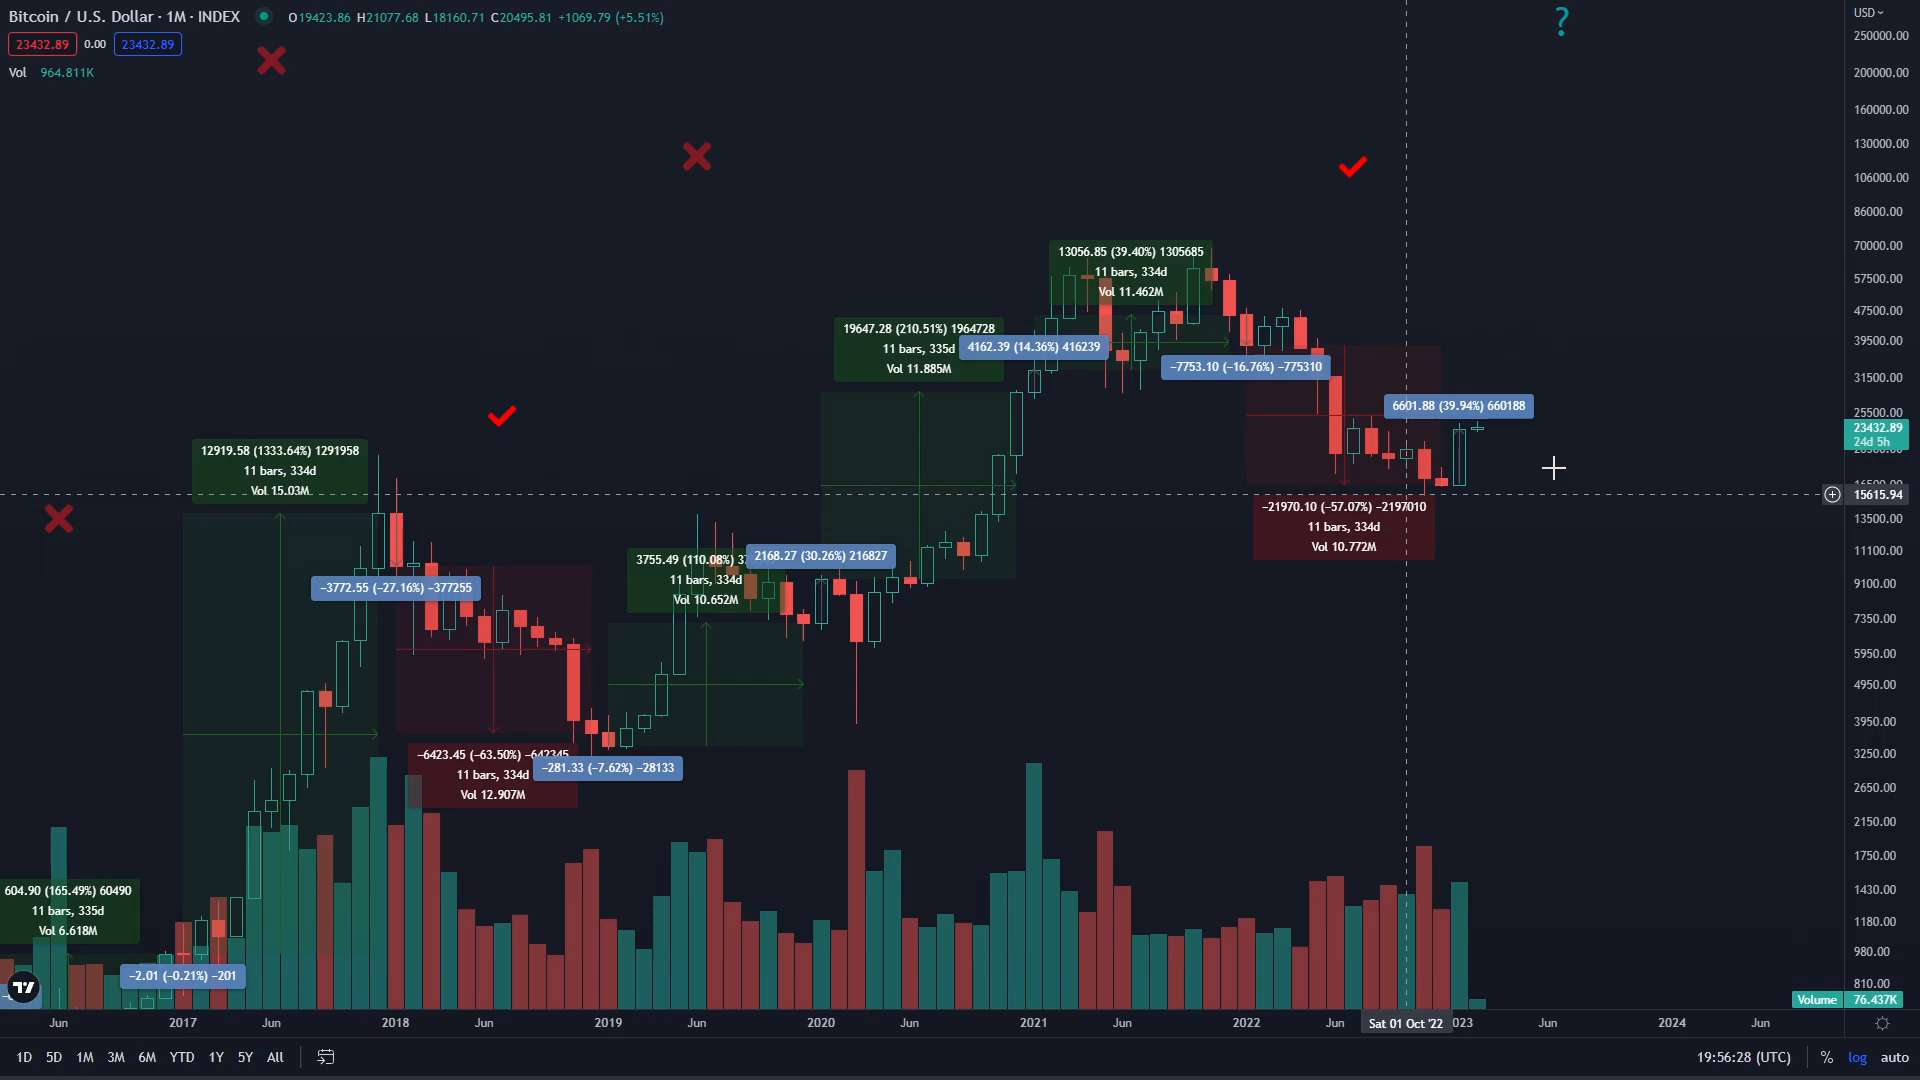 Bitcoin / U.S. Dollar · 1M · INDEX O19423.86 H21077.68 L18160.71 C20495.81 +1069.79 (+5.51%)
23432.89 0.00 23432.89
Vol 964.811K
?
USD
250000.00
200000.00
160000.00
130000.00
106000.00
86000.00
70000.00
57500.00
47500.00
39500.00
31500.00
25500.00
23432.89
24d 5h
15615.94
13500.00
11100.00
9100.00
7350.00
5950.00
4950.00
3950.00
3250.00
2650.00
2150.00
1750.00
1430.00
1180.00
980.00
810.00
13056.85 (39.40%) 1305685
11 bars, 334d
Vol 11.462M
19647.28 (210.51%) 1964728
11 bars, 335d
Vol 11.885M
4162.39 (14.36%) 416239
−7753.10 (−16.76%) −775310
6601.88 (39.94%) 660188
12919.58 (1333.64%) 1291958
11 bars, 334d
Vol 15.03M
−21970.10 (−57.07%) −2197010
11 bars, 334d
Vol 10.772M
3755.49 (110.08%)
11 bars, 334d
Vol 10.652M
2168.27 (30.26%) 216827
−3772.55 (−27.16%) −377255
−6423.45 (−63.50%) −642345
11 bars, 334d
Vol 12.907M
−281.33 (−7.62%) −28133
604.90 (165.49%) 60490
11 bars, 335d
Vol 6.618M
−2.01 (−0.21%) −201
Volume 76.437K
Jun 2017 Jun 2018 Jun 2019 Jun 2020 Jun 2021 Jun 2022 Jun Sat 01 Oct '22 023 Jun 2024 Jun
1D 5D 1M 3M 6M YTD 1Y 5Y All 19:56:28 (UTC) % log auto